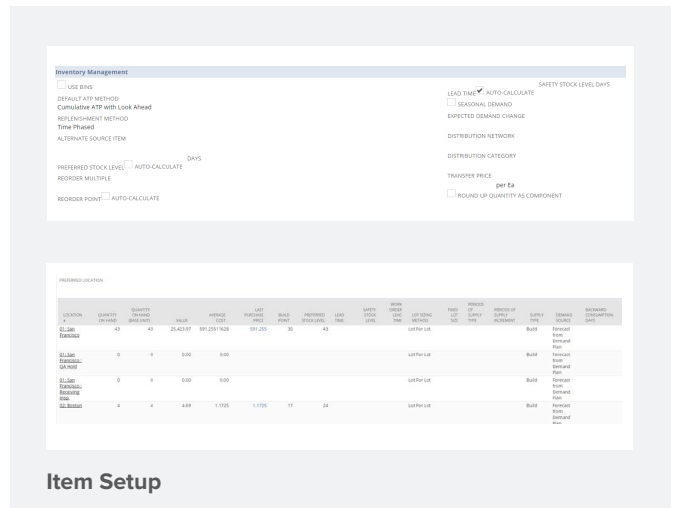 Inventory Management
USE BINS
DEFAULT ATP METHOD
Cumulative ATP with Look Ahead
REPLENISHMENT METHOD
Time Phased
ALTERNATE SOURCE ITEM
DAYS
PREFERRED STOCK LEVEL AUTO-CALCULATE
REORDER MULTIPLE
REORDER POINT AUTO-CALCULATE
SAFETY STOCK LEVEL DAYS
LEAD TIME AUTO-CALCULATE
SEASONAL DEMAND
EXPECTED DEMAND CHANGE
DISTRIBUTION NETWORK
DISTRIBUTION CATEGORY
TRANSFER PRICE
per Ea
ROUND UP QUANTITY AS COMPONENT
PREFERRED LOCATION
LOCATION QUANTITY ON HAND QUANTITY ON HAND (BASE UNIT) VALUE AVERAGE COST LAST PURCHASE PRICE BUILD POINT PREFERRED STOCK LEVEL LEAD TIME SAFETY STOCK LEVEL WORK ORDER LEAD TIME LOT SIZING METHOD FIXED LOT SIZE PERIODS OF SUPPLY TYPE PERIODS OF SUPPLY INCREMENT SUPPLY TYPE DEMAND SOURCE BACKWARD CONSUMPTION DAYS
01: San Francisco 43 43 25,423.97 591.25511628 30 43 Lot For Lot Build Forecast from Demand Plan
01: San Francisco : QA Hold 0 0 0.00 0.00 Lot For Lot Build Forecast from Demand Plan
01: San Francisco : Receiving Insp. 0 0 0.00 0.00 Lot For Lot Build Forecast from Demand Plan
02: Boston 4 4 4.69 1.1725 1.1725 17 24 Lot For Lot Build Forecast from Demand Plan
Item Setup